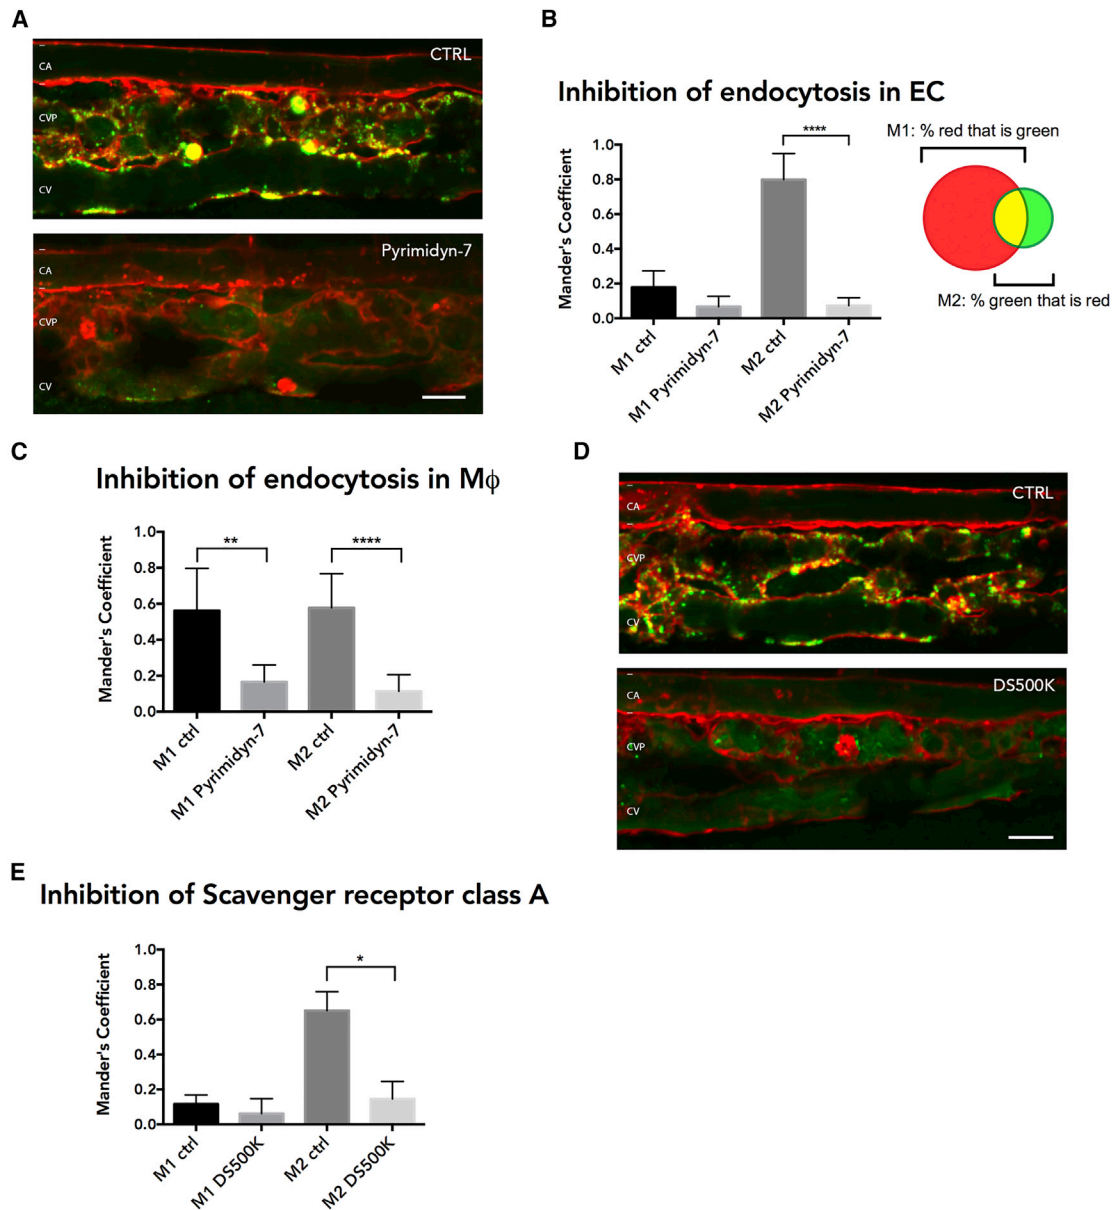 A
CTRL
CA
CVP
CV
Pyrimidyn-7
CA
CVP
CV
B
Inhibition of endocytosis in EC
Mander's Coefficient
1.0
0.8
0.6
0.4
0.2
0.0
****
M1 ctrl
M1 Pyrimidyn-7
M2 ctrl
M2 Pyrimidyn-7
M1: % red that is green
M2: % green that is red
C
Inhibition of endocytosis in Mϕ
Mander's Coefficient
1.0
0.8
0.6
0.4
0.2
0.0
**
****
M1 ctrl
M1 Pyrimidyn-7
M2 ctrl
M2 Pyrimidyn-7
D
CTRL
CA
CVP
CV
DS500K
CA
CVP
CV
E
Inhibition of Scavenger receptor class A
Mander's Coefficient
1.0
0.8
0.6
0.4
0.2
0.0
*
M1 ctrl
M1 DS500K
M2 ctrl
M2 DS500K